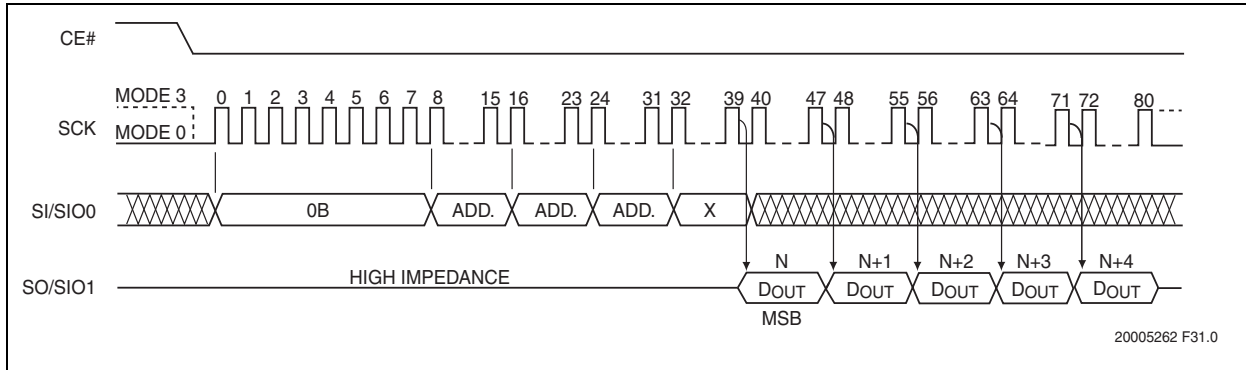 CE#
MODE 3
0 1 2 3 4 5 6 7 8 15 16 23 24 31 32 39 40 47 48 55 56 63 64 71 72 80
SCK
MODE 0
SI/SIO0
0B ADD. ADD. ADD. X
N N+1 N+2 N+3 N+4
HIGH IMPEDANCE
SO/SIO1
DOUT DOUT DOUT DOUT DOUT
MSB
20005262 F31.0